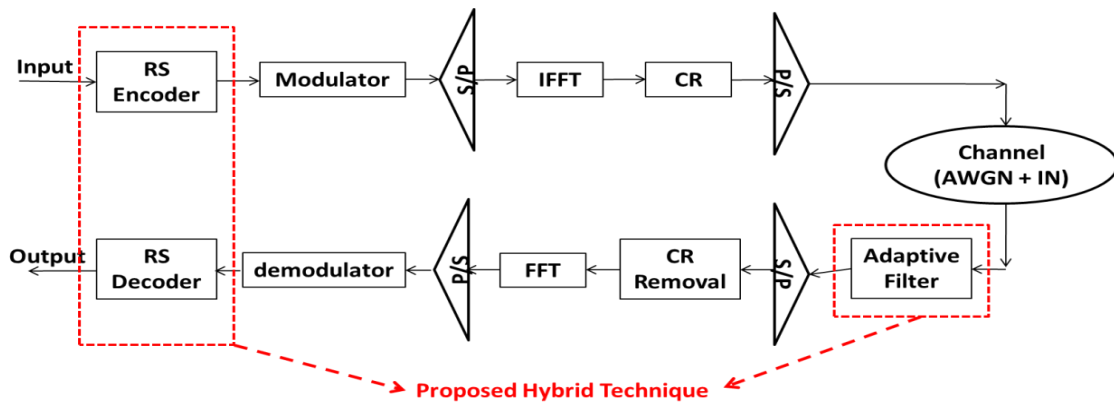 Input
RS
Encoder
Modulator
S/P
IFFT
CR
P/S
Channel
(AWGN + IN)
Output
RS
Decoder
demodulator
P/S
FFT
CR
Removal
S/P
Adaptive
Filter
Proposed Hybrid Technique